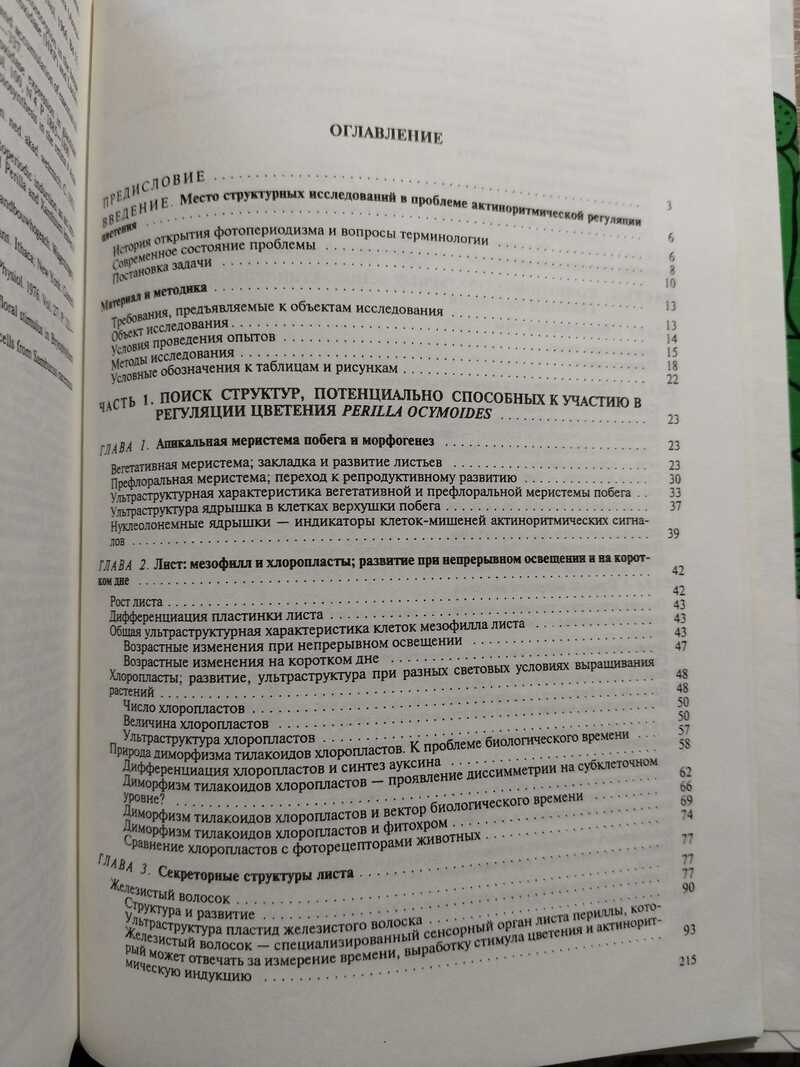 ОГЛАВЛЕНИЕ
ПРЕДИСЛОВИЕ . . . 3
ВВЕДЕНИЕ. Место структурных исследований в проблеме актиноритмической регуляции
цветения . . . 6
История открытия фотопериодизма и вопросы терминологии . . . 6
Современное состояние проблемы . . . 8
Постановка задачи . . . 10
Материал и методика . . . 13
Требования, предъявляемые к объектам исследования . . . 13
Объект исследования . . . 14
Условия проведения опытов . . . 15
Методы исследования . . . 18
Условные обозначения к таблицам и рисункам . . . 22
ЧАСТЬ 1. ПОИСК СТРУКТУР, ПОТЕНЦИАЛЬНО СПОСОБНЫХ К УЧАСТИЮ В
РЕГУЛЯЦИИ ЦВЕТЕНИЯ PERILLA OCYMOIDES . . . 23
ГЛАВА 1. Апикальная меристема побега и морфогенез . . . 23
Вегетативная меристема; закладка и развитие листьев . . . 23
Префлоральная меристема; переход к репродуктивному развитию . . . 30
Ультраструктурная характеристика вегетативной и префлоральной меристемы побега . . 33
Ультраструктура ядрышка в клетках верхушки побега . . . 37
Нуклеолонемные ядрышки — индикаторы клеток-мишеней актиноритмических сигна-
лов . . . 39
ГЛАВА 2. Лист: мезофилл и хлоропласты; развитие при непрерывном освещении и на корот-
ком дне . . . 42
Рост листа . . . 42
Дифференциация пластинки листа . . . 43
Общая ультраструктурная характеристика клеток мезофилла листа . . . 43
Возрастные изменения при непрерывном освещении . . . 43
Возрастные изменения на коротком дне . . . 47
Хлоропласты; развитие, ультраструктура при разных световых условиях выращивания
растений . . . 48
Число хлоропластов . . . 48
Величина хлоропластов . . . 50
Ультраструктура хлоропластов . . . 50
Природа диморфизма тилакоидов хлоропластов. К проблеме биологического времени . . . 57
Дифференциация хлоропластов и синтез ауксина . . . 58
Диморфизм тилакоидов хлоропластов — проявление диссимметрии на субклеточном
уровне? . . . 62
Диморфизм тилакоидов хлоропластов и вектор биологического времени . . . 66
Диморфизм тилакоидов хлоропластов и фитохром . . . 69
Сравнение хлоропластов с фоторецепторами животных . . . 74
ГЛАВА 3. Секреторные структуры листа . . . 77
Железистый волосок . . . 77
Структура и развитие . . . 77
Ультраструктура пластид железистого волоска . . . 90
Железистый волосок — специализированный сенсорный орган листа периллы, кото-
рый может отвечать за измерение времени, выработку стимула цветения и актинорит-
мическую индукцию . . . 93
215